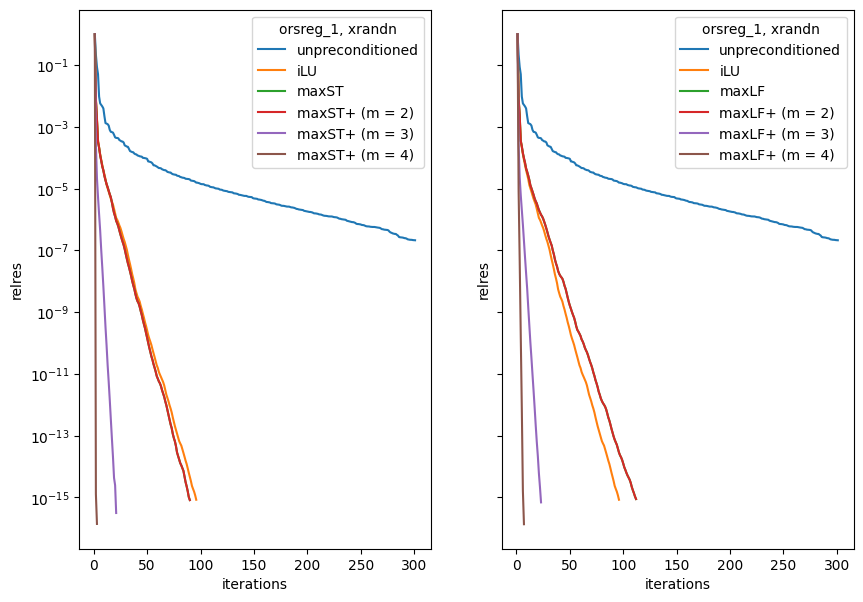 orsreg_1, xrandn
unpreconditioned
iLU
maxST
maxST+ (m = 2)
maxST+ (m = 3)
maxST+ (m = 4)
10⁻¹
10⁻³
10⁻⁵
10⁻⁷
10⁻⁹
10⁻¹¹
10⁻¹³
10⁻¹⁵
relres
0 50 100 150 200 250 300
iterations
orsreg_1, xrandn
unpreconditioned
iLU
maxLF
maxLF+ (m = 2)
maxLF+ (m = 3)
maxLF+ (m = 4)
relres
0 50 100 150 200 250 300
iterations